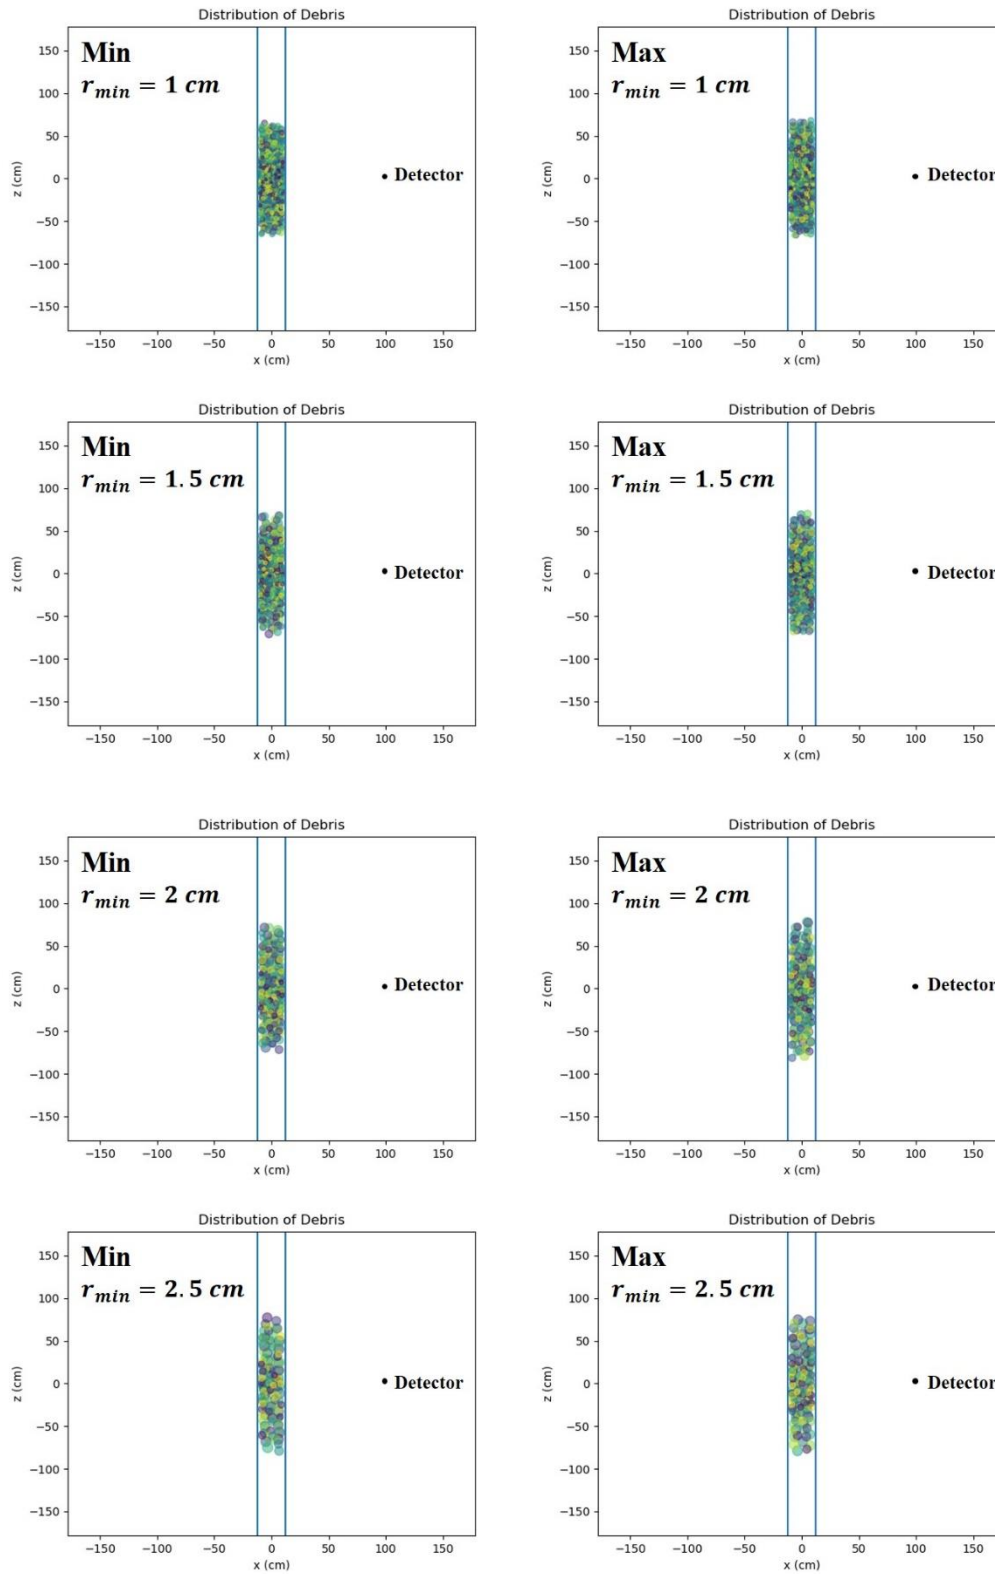 Distribution of Debris
Min
r_min = 1 cm
150
100
50
0
−50
−100
−150
z (cm)
Detector
−150 −100 −50 0 50 100 150
x (cm)
Distribution of Debris
Max
r_min = 1 cm
150
100
50
0
−50
−100
−150
z (cm)
Detector
−150 −100 −50 0 50 100 150
x (cm)
Distribution of Debris
Min
r_min = 1.5 cm
150
100
50
0
−50
−100
−150
z (cm)
Detector
−150 −100 −50 0 50 100 150
x (cm)
Distribution of Debris
Max
r_min = 1.5 cm
150
100
50
0
−50
−100
−150
z (cm)
Detector
−150 −100 −50 0 50 100 150
x (cm)
Distribution of Debris
Min
r_min = 2 cm
150
100
50
0
−50
−100
−150
z (cm)
Detector
−150 −100 −50 0 50 100 150
x (cm)
Distribution of Debris
Max
r_min = 2 cm
150
100
50
0
−50
−100
−150
z (cm)
Detector
−150 −100 −50 0 50 100 150
x (cm)
Distribution of Debris
Min
r_min = 2.5 cm
150
100
50
0
−50
−100
−150
z (cm)
Detector
−150 −100 −50 0 50 100 150
x (cm)
Distribution of Debris
Max
r_min = 2.5 cm
150
100
50
0
−50
−100
−150
z (cm)
Detector
−150 −100 −50 0 50 100 150
x (cm)